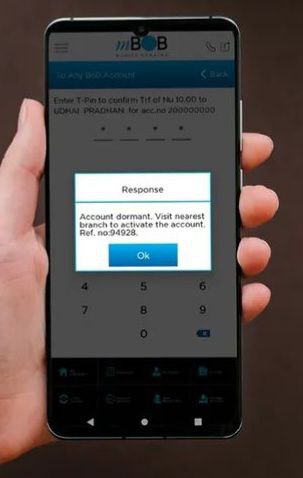 mBOB
To Any BoB Account
Back
Enter T-Pin to confirm Trf of Nu 10.00 to
UDHAI PRADHAN for acc.no 200000000
* * * *
Response
Account dormant. Visit nearest
branch to activate the account.
Ref. no:94928.
Ok
4 5 6
7 8 9
0